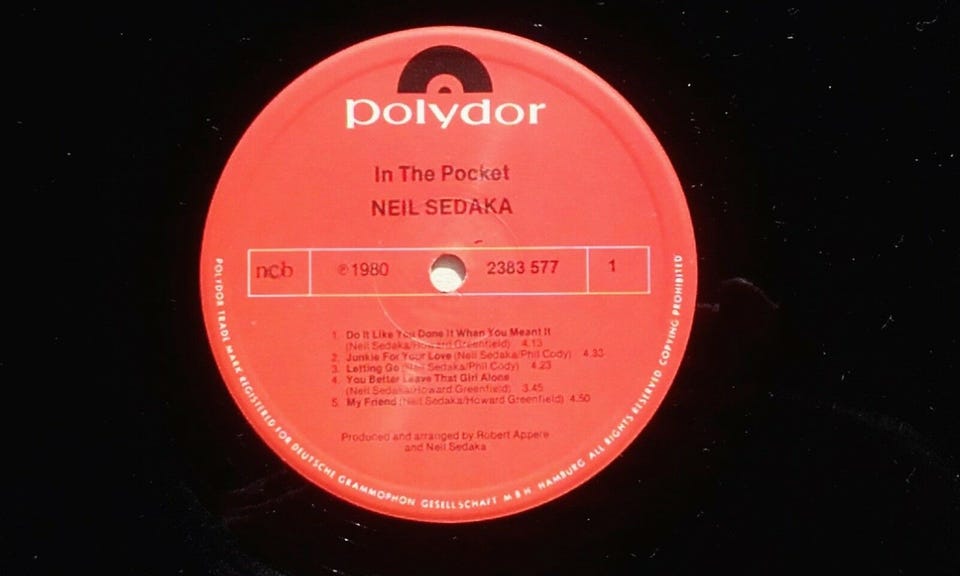 polydor
In The Pocket
NEIL SEDAKA
ncb ℗1980 2383 577 1
1. Do It Like You Done It When You Meant It
(Neil Sedaka/Howard Greenfield) 4.13
2. Junkie For Your Love (Neil Sedaka/Phil Cody) 4.33
3. Letting Go (Neil Sedaka/Phil Cody) 4.23
4. You Better Leave That Girl Alone
(Neil Sedaka/Howard Greenfield) 3.45
5. My Friend (Neil Sedaka/Howard Greenfield) 4.50
Produced and arranged by Robert Appere
and Neil Sedaka
POLYDOR TRADE MARK REGISTERED FOR DEUTSCHE GRAMMOPHON GESELLSCHAFT M B H HAMBURG ALL RIGHTS RESERVED COPYING PROHIBITED